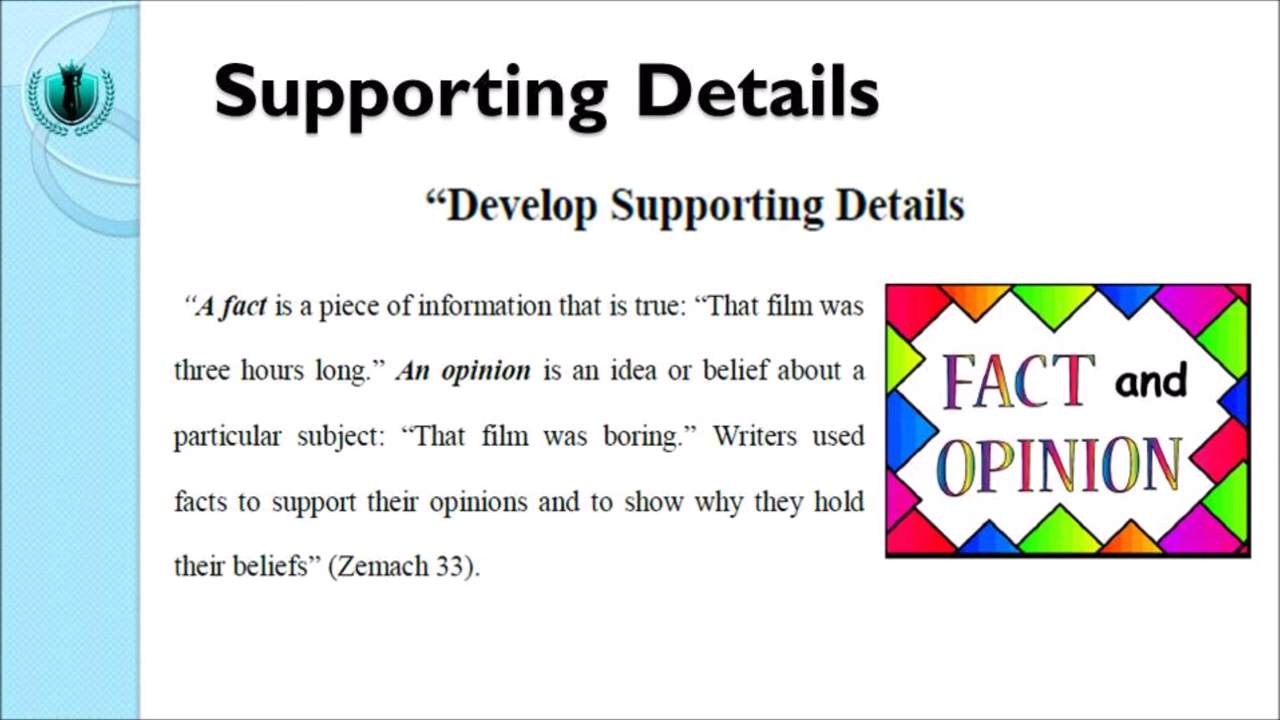 Supporting Details
“Develop Supporting Details
“A fact is a piece of information that is true: “That film was
three hours long.” An opinion is an idea or belief about a
particular subject: “That film was boring.” Writers used
facts to support their opinions and to show why they hold
their beliefs” (Zemach 33).
FACT and
OPINION